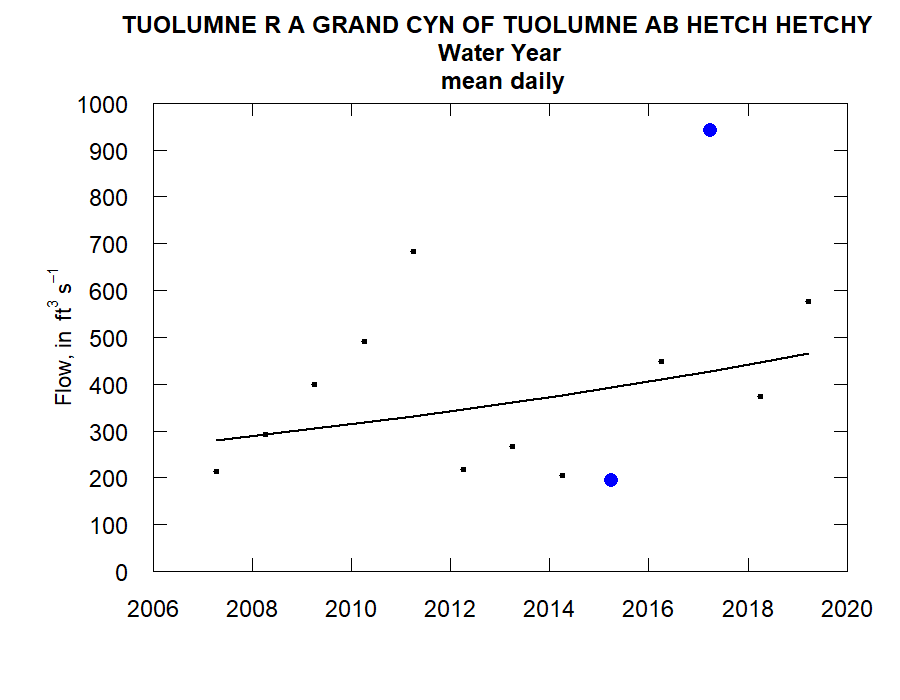 TUOLUMNE R A GRAND CYN OF TUOLUMNE AB HETCH HETCHY
Water Year
mean daily
1000
900
800
700
600
500
400
300
200
100
0
Flow, in ft³ s⁻¹
2006 2008 2010 2012 2014 2016 2018 2020